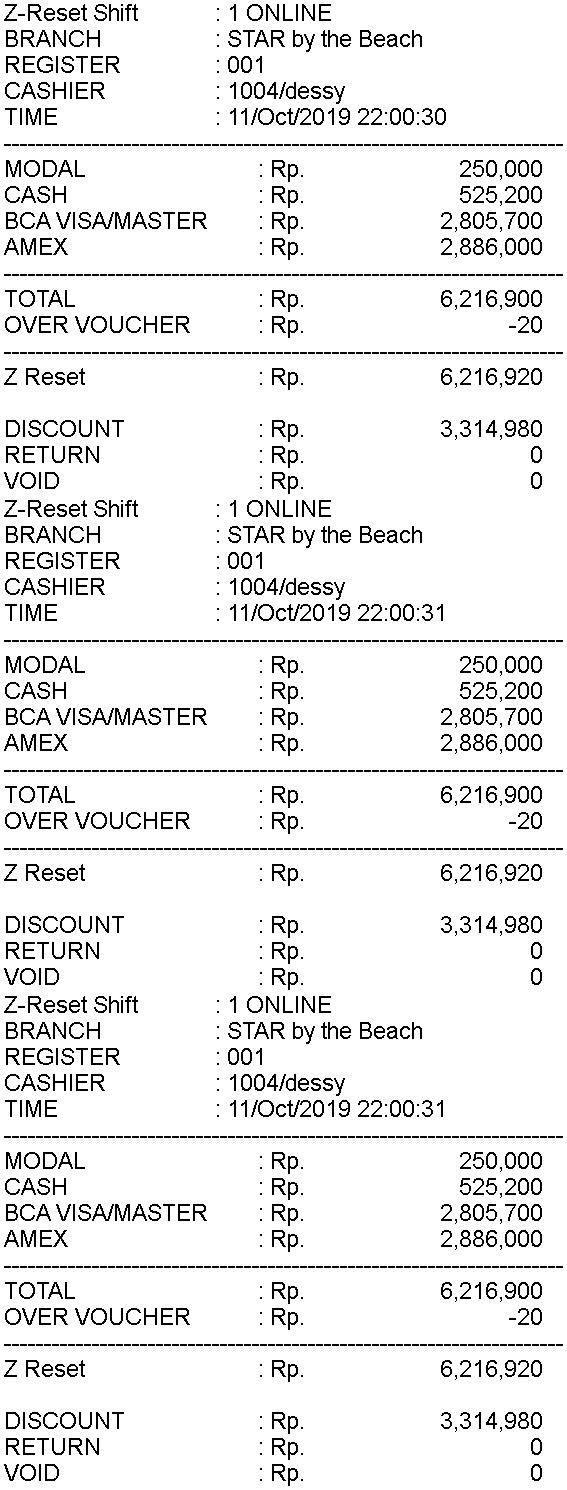 Z-Reset Shift : 1 ONLINE
BRANCH : STAR by the Beach
REGISTER : 001
CASHIER : 1004/dessy
TIME : 11/Oct/2019 22:00:30
----------------------------------------------------------------------
MODAL : Rp. 250,000
CASH : Rp. 525,200
BCA VISA/MASTER : Rp. 2,805,700
AMEX : Rp. 2,886,000
----------------------------------------------------------------------
TOTAL : Rp. 6,216,900
OVER VOUCHER : Rp. -20
----------------------------------------------------------------------
Z Reset : Rp. 6,216,920
DISCOUNT : Rp. 3,314,980
RETURN : Rp. 0
VOID : Rp. 0
Z-Reset Shift : 1 ONLINE
BRANCH : STAR by the Beach
REGISTER : 001
CASHIER : 1004/dessy
TIME : 11/Oct/2019 22:00:31
----------------------------------------------------------------------
MODAL : Rp. 250,000
CASH : Rp. 525,200
BCA VISA/MASTER : Rp. 2,805,700
AMEX : Rp. 2,886,000
----------------------------------------------------------------------
TOTAL : Rp. 6,216,900
OVER VOUCHER : Rp. -20
----------------------------------------------------------------------
Z Reset : Rp. 6,216,920
DISCOUNT : Rp. 3,314,980
RETURN : Rp. 0
VOID : Rp. 0
Z-Reset Shift : 1 ONLINE
BRANCH : STAR by the Beach
REGISTER : 001
CASHIER : 1004/dessy
TIME : 11/Oct/2019 22:00:31
----------------------------------------------------------------------
MODAL : Rp. 250,000
CASH : Rp. 525,200
BCA VISA/MASTER : Rp. 2,805,700
AMEX : Rp. 2,886,000
----------------------------------------------------------------------
TOTAL : Rp. 6,216,900
OVER VOUCHER : Rp. -20
----------------------------------------------------------------------
Z Reset : Rp. 6,216,920
DISCOUNT : Rp. 3,314,980
RETURN : Rp. 0
VOID : Rp. 0